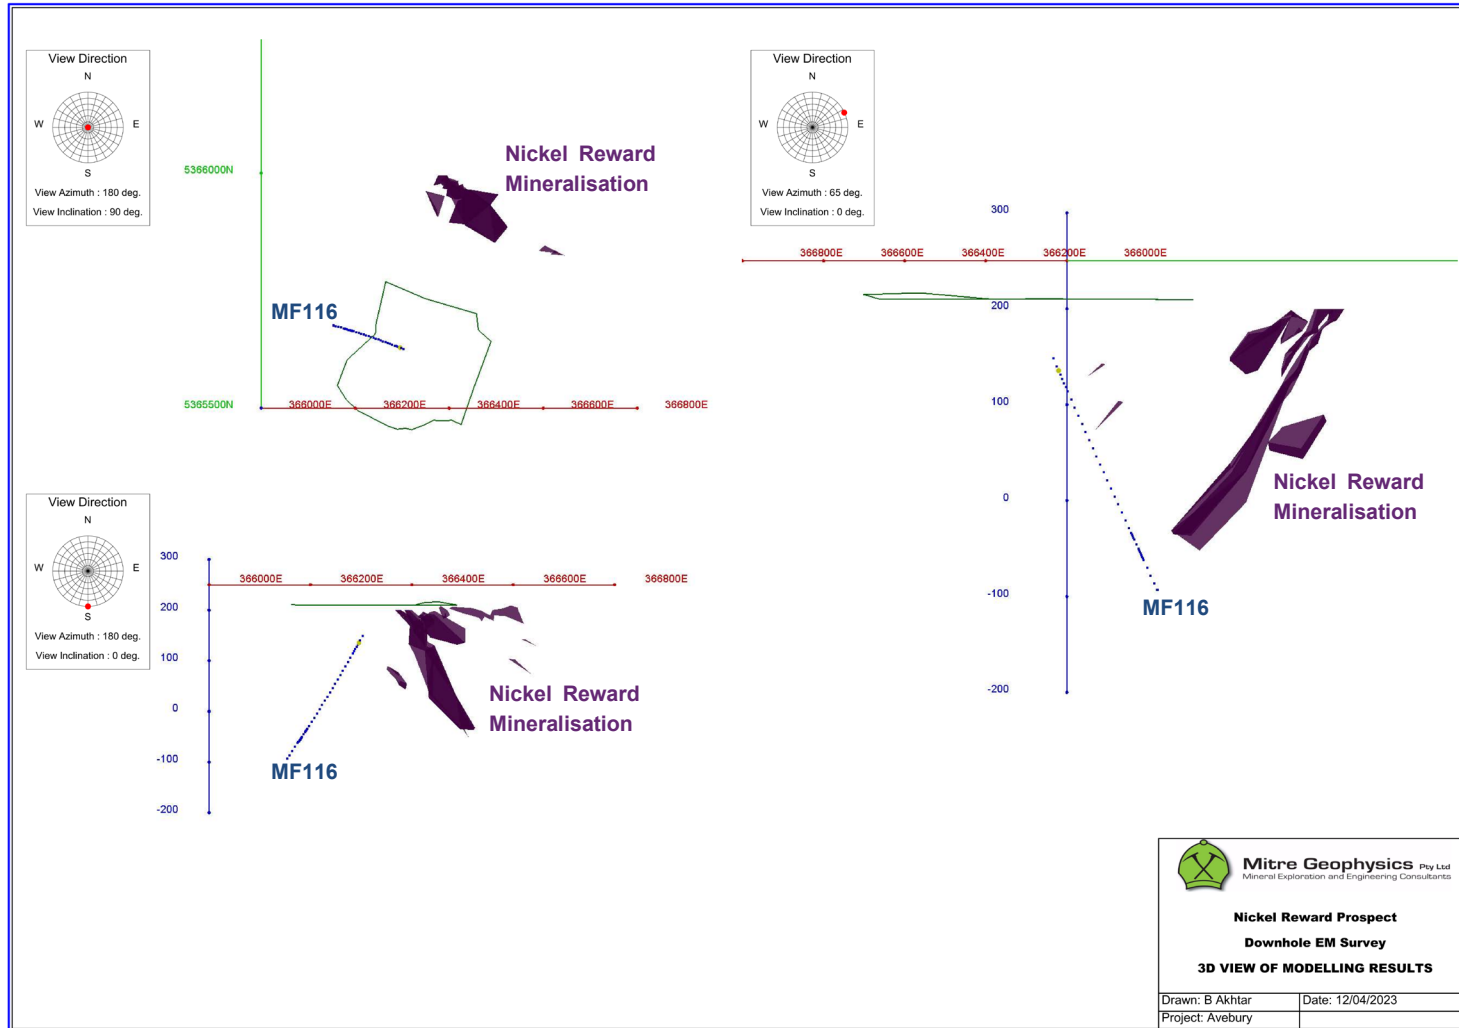 View Direction
N
W
E
S
View Azimuth : 180 deg.
View Inclination : 90 deg.
5366000N
Nickel Reward
Mineralisation
MF116
5365500N
366000E
366200E
366400E
366600E
366800E
View Direction
N
W
E
S
View Azimuth : 65 deg.
View Inclination : 0 deg.
300
366800E
366600E
366400E
366200E
366000E
200
100
0
-100
-200
Nickel Reward
Mineralisation
MF116
View Direction
N
W
E
S
View Azimuth : 180 deg.
View Inclination : 0 deg.
300
366000E
366200E
366400E
366600E
366800E
200
100
0
-100
-200
Nickel Reward
Mineralisation
MF116
Mitre Geophysics Pty Ltd
Mineral Exploration and Engineering Consultants
Nickel Reward Prospect
Downhole EM Survey
3D VIEW OF MODELLING RESULTS
Drawn: B Akhtar
Date: 12/04/2023
Project: Avebury